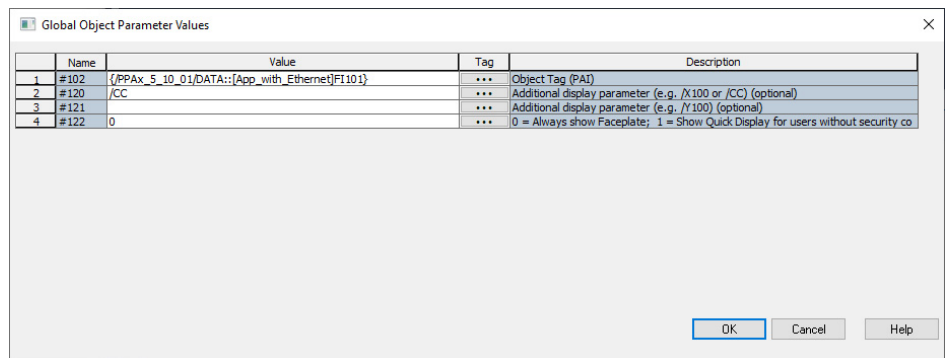 Global Object Parameter Values
Name Value Tag Description
1 #102 {/PPAx_5_10_01/DATA::[App_with_Ethernet]FI101} ... Object Tag (PAI)
2 #120 /CC ... Additional display parameter (e.g. /X100 or /CC) (optional)
3 #121 ... Additional display parameter (e.g. /Y100) (optional)
4 #122 0 ... 0 = Always show Faceplate; 1 = Show Quick Display for users without security co
OK Cancel Help